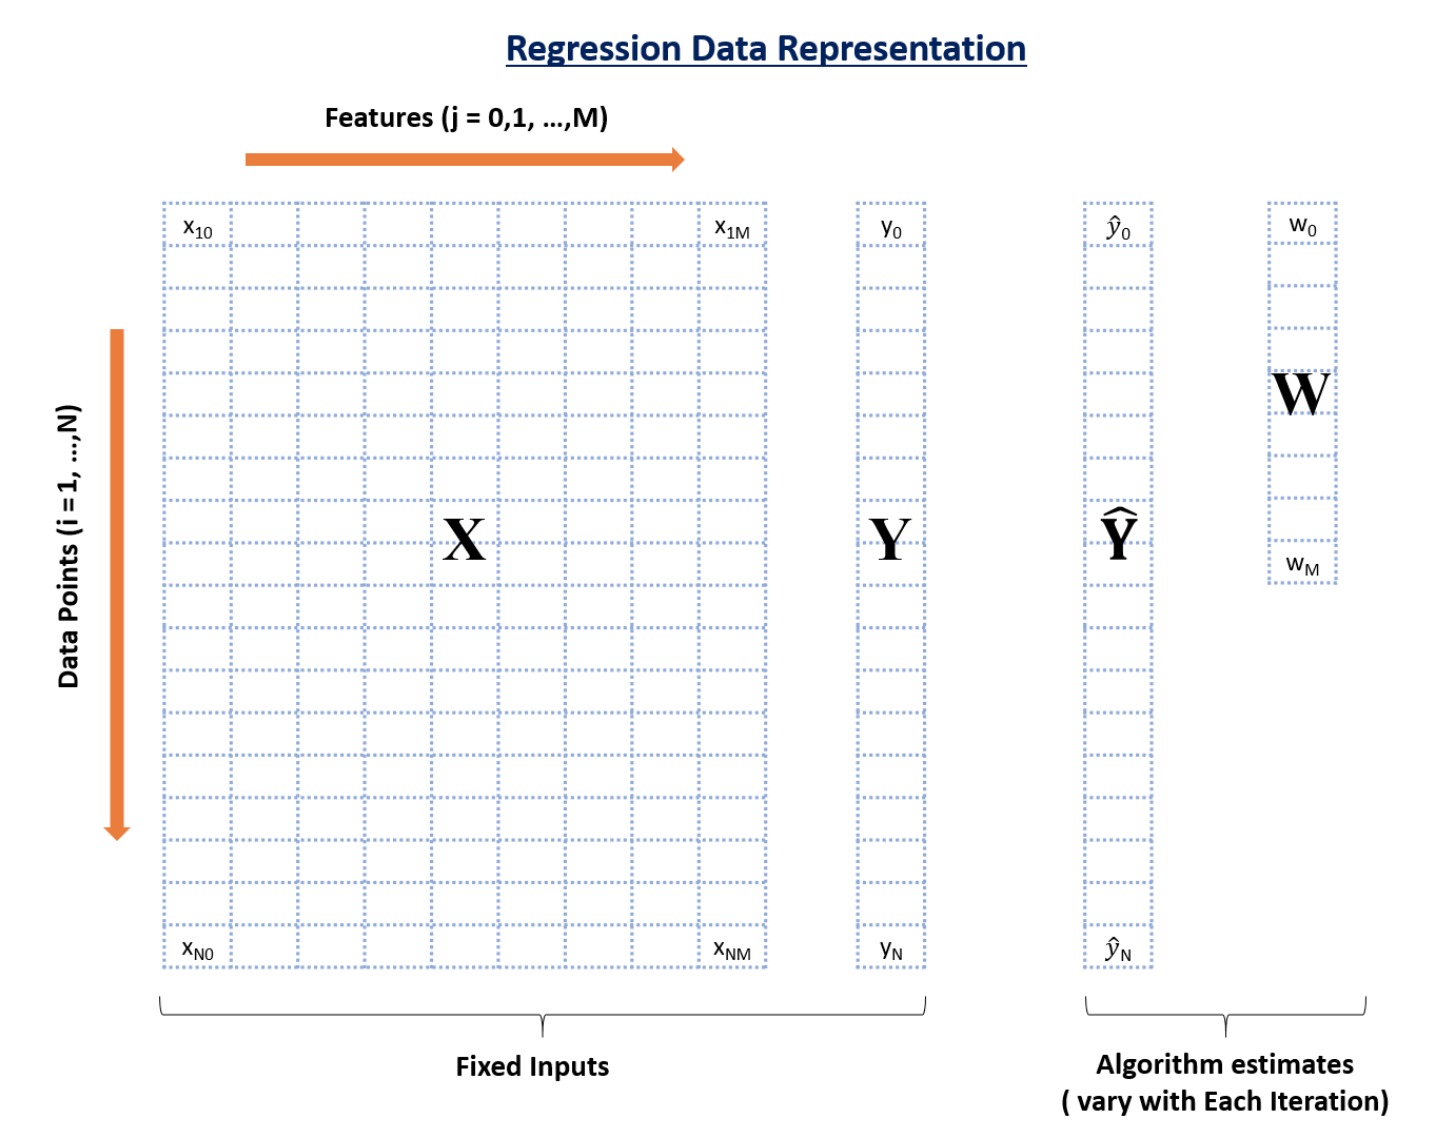 Regression Data Representation
Features (j = 0,1, ...,M)
Data Points (i = 1, ...,N)
x₁₀ x₁M y₀ ŷ₀ w₀
W
X Y Ŷ
wM
xN₀ xNM yN ŷN
Fixed Inputs
Algorithm estimates
( vary with Each Iteration)